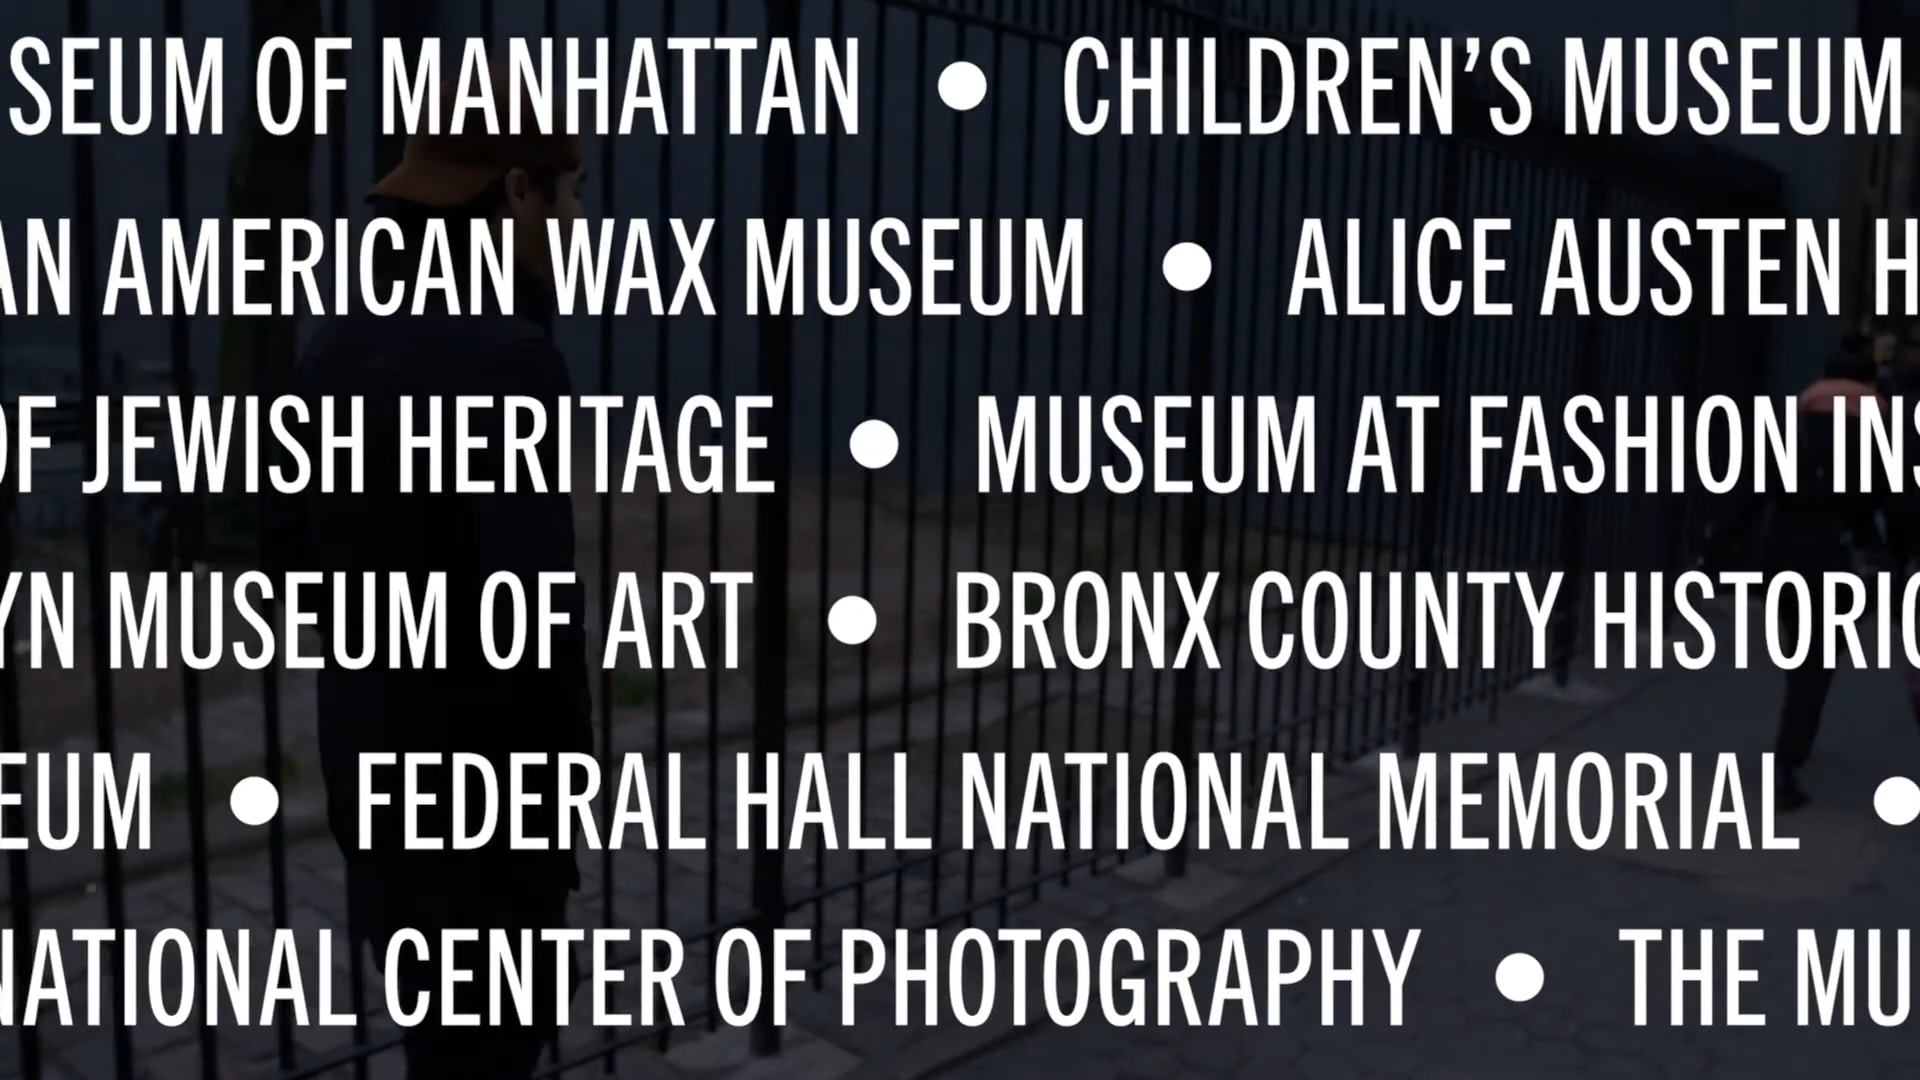 SEUM OF MANHATTAN • CHILDREN'S MUSEUM
AN AMERICAN WAX MUSEUM • ALICE AUSTEN H
OF JEWISH HERITAGE • MUSEUM AT FASHION INS
YN MUSEUM OF ART • BRONX COUNTY HISTORIC
EUM • FEDERAL HALL NATIONAL MEMORIAL •
NATIONAL CENTER OF PHOTOGRAPHY • THE MU